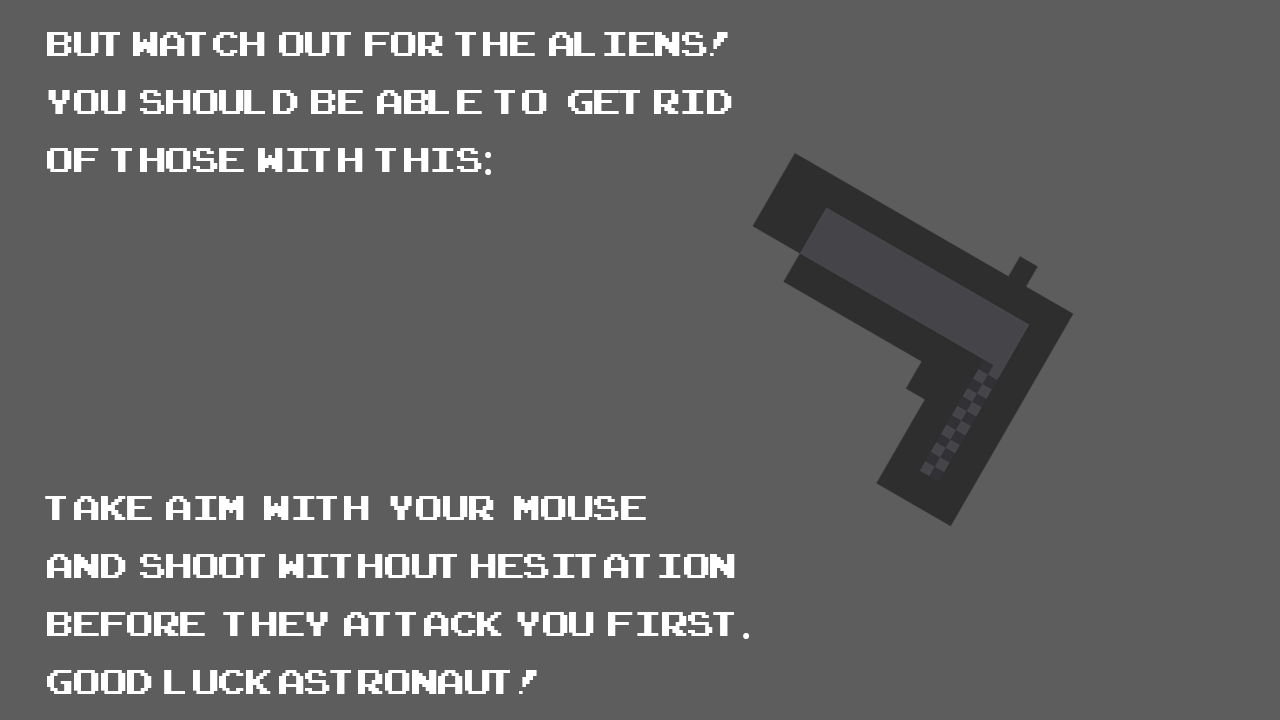 BUT WATCH OUT FOR THE ALIENS!
YOU SHOULD BE ABLE TO GET RID
OF THOSE WITH THIS:
TAKE AIM WITH YOUR MOUSE
AND SHOOT WITHOUT HESITATION
BEFORE THEY ATTACK YOU FIRST.
GOOD LUCK ASTRONAUT!